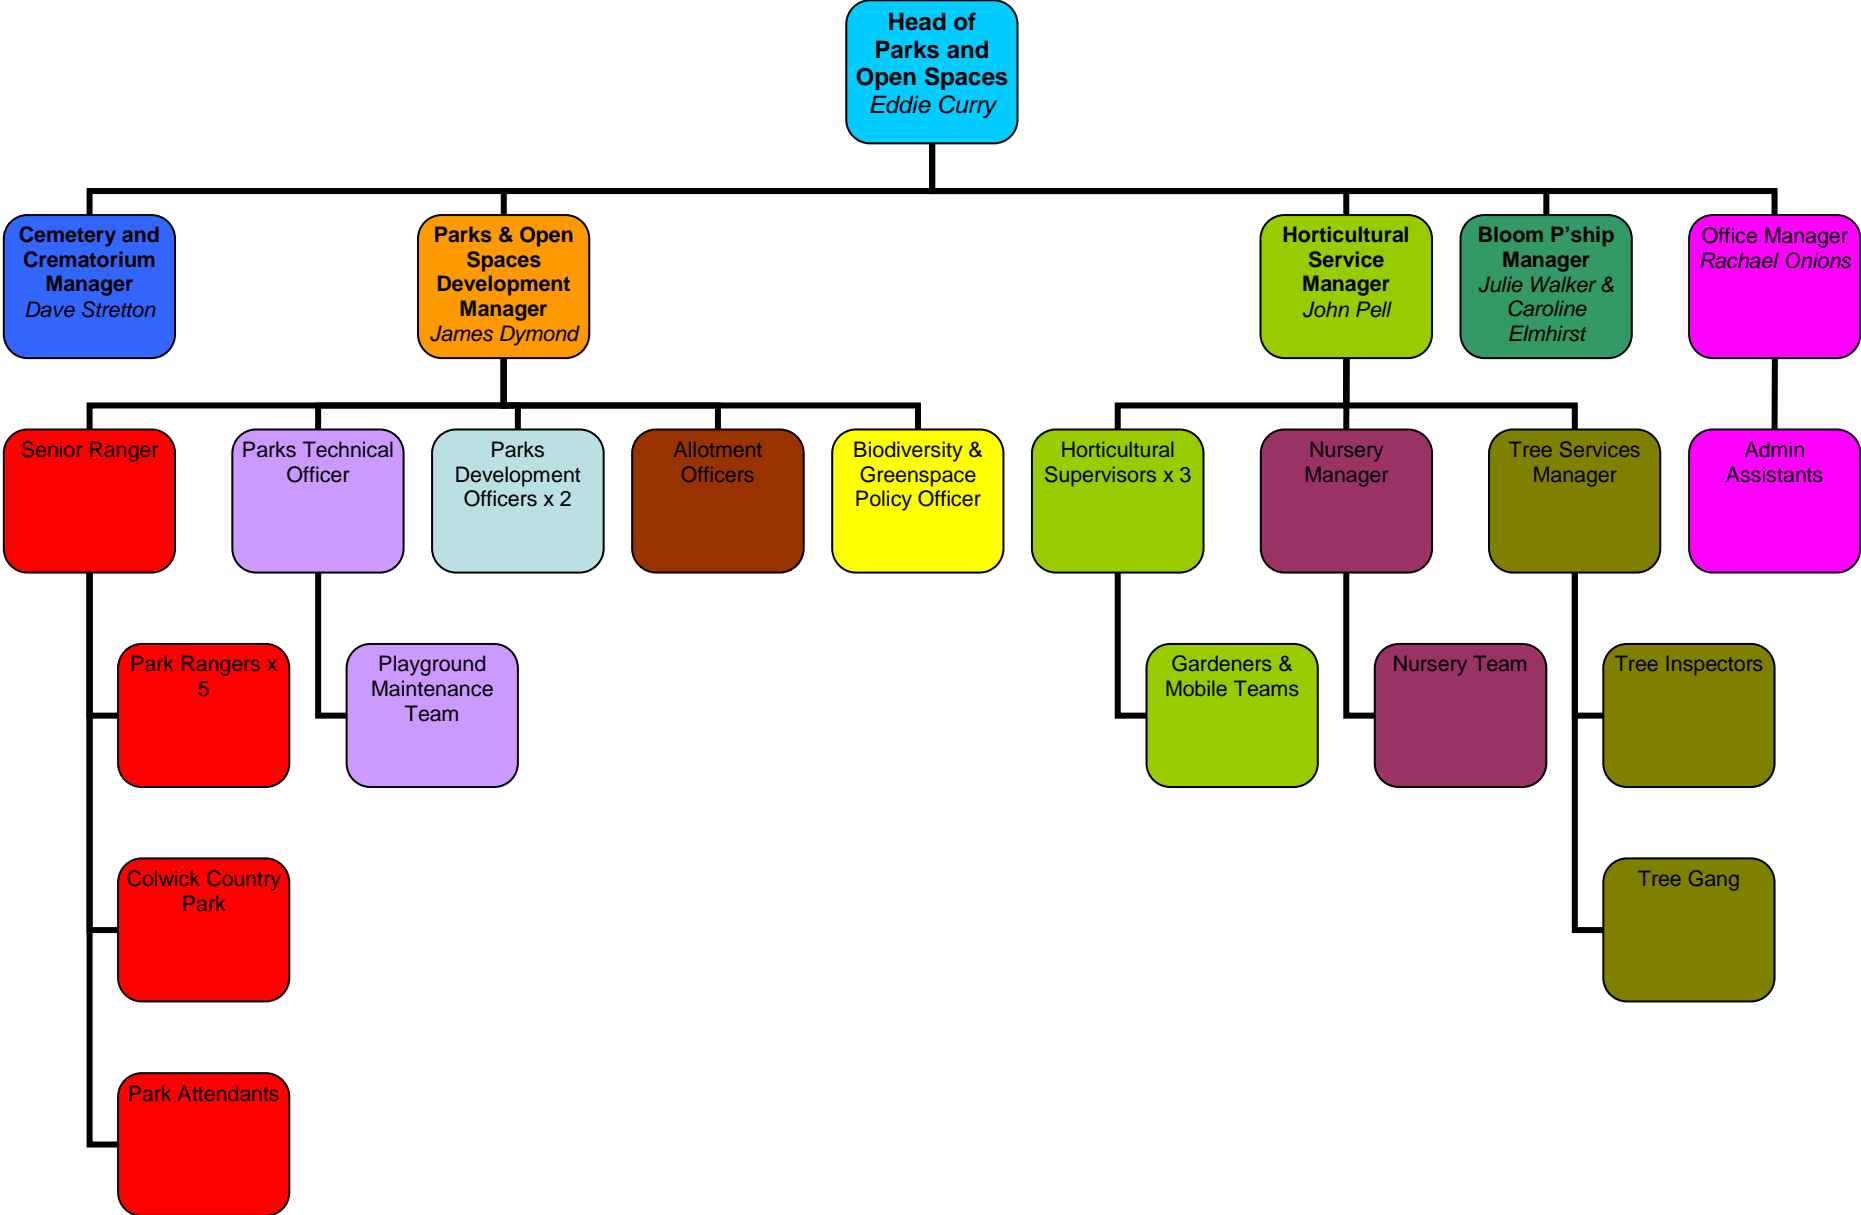 Head of
Parks and
Open Spaces
Eddie Curry
Cemetery and
Crematorium
Manager
Dave Stretton
Parks & Open
Spaces
Development
Manager
James Dymond
Horticultural
Service
Manager
John Pell
Bloom P'ship
Manager
Julie Walker &
Caroline
Elmhirst
Office Manager
Rachael Onions
Senior Ranger
Parks Technical
Officer
Parks
Development
Officers x 2
Allotment
Officers
Biodiversity &
Greenspace
Policy Officer
Horticultural
Supervisors x 3
Nursery
Manager
Tree Services
Manager
Admin
Assistants
Park Rangers x
5
Playground
Maintenance
Team
Gardeners &
Mobile Teams
Nursery Team
Tree Inspectors
Colwick Country
Park
Tree Gang
Park Attendants